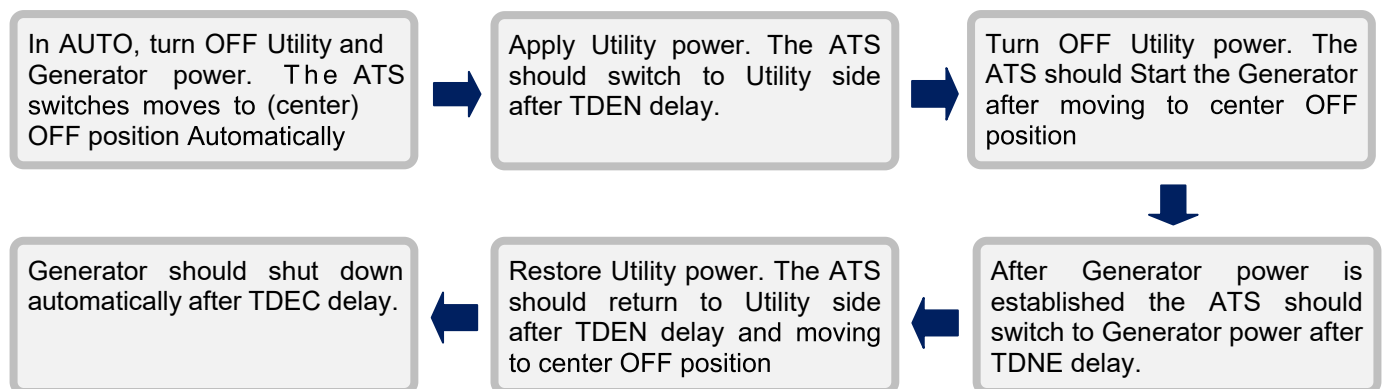 In AUTO, turn OFF Utility and
Generator power. The ATS
switches moves to (center)
OFF position Automatically
Apply Utility power. The ATS
should switch to Utility side
after TDEN delay.
Turn OFF Utility power. The
ATS should Start the Generator
after moving to center OFF
position
After Generator power is
established the ATS should
switch to Generator power after
TDNE delay.
Restore Utility power. The ATS
should return to Utility side
after TDEN delay and moving
to center OFF position
Generator should shut down
automatically after TDEC delay.